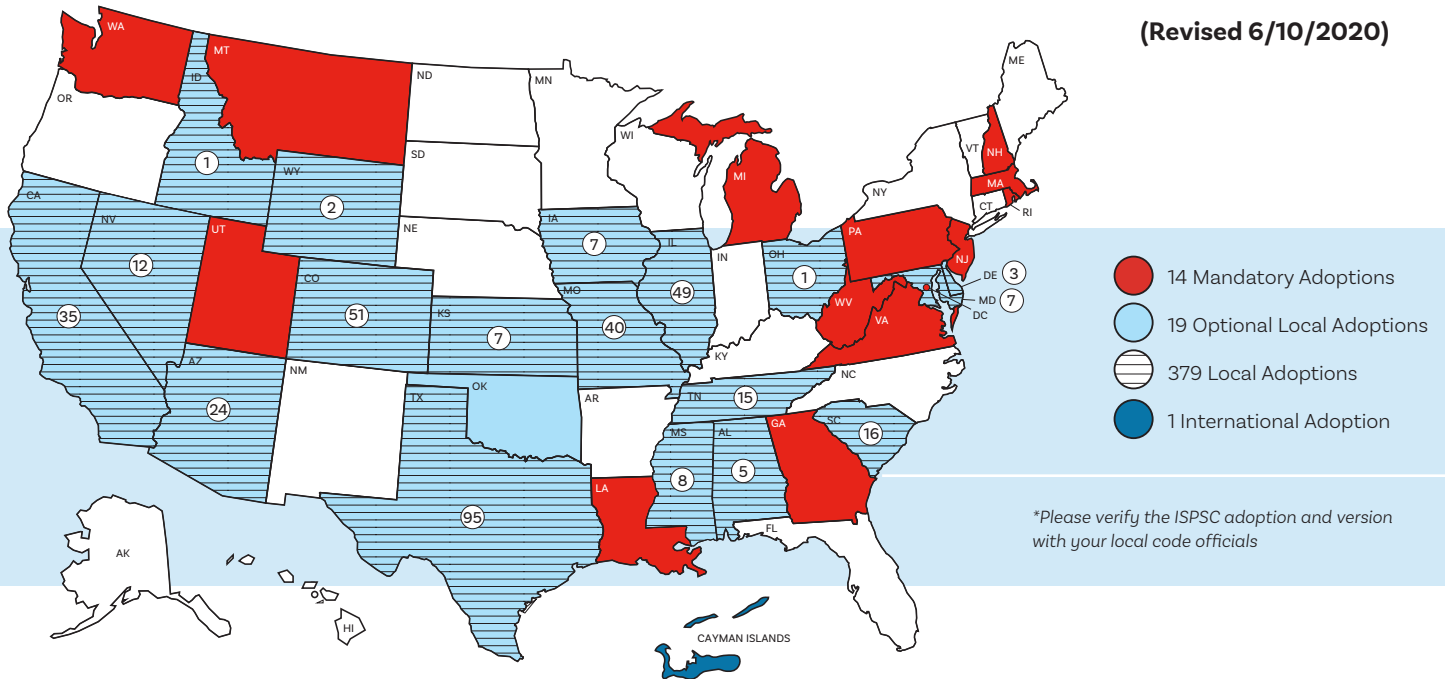 (Revised 6/10/2020)
WA
MT
ND
MN
ME
ID
OR
WI
VT
NH
SD
1
WY
MI
NY
MA
CA
2
CT
RI
NV
NE
IA
UT
PA
7
IL
IN
OH
NJ
12
CO
1
DE 3
14 Mandatory Adoptions
MO
49
WV
MD 7
35
51
KS
DC
VA
19 Optional Local Adoptions
40
7
AZ
KY
NM
OK
NC
379 Local Adoptions
TX
AR
TN
15
24
GA
SC
1 International Adoption
MS
AL
16
5
8
LA
95
FL
*Please verify the ISPSC adoption and version
with your local code officials
AK
HI
CAYMAN ISLANDS